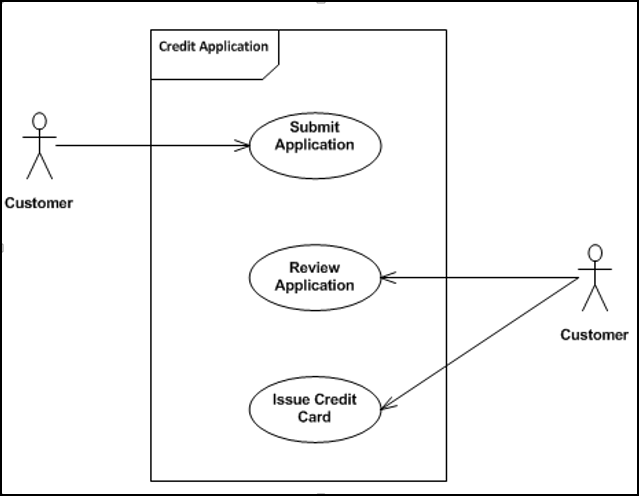 Credit Application
Submit
Application
Customer
Review
Application
Customer
Issue Credit
Card